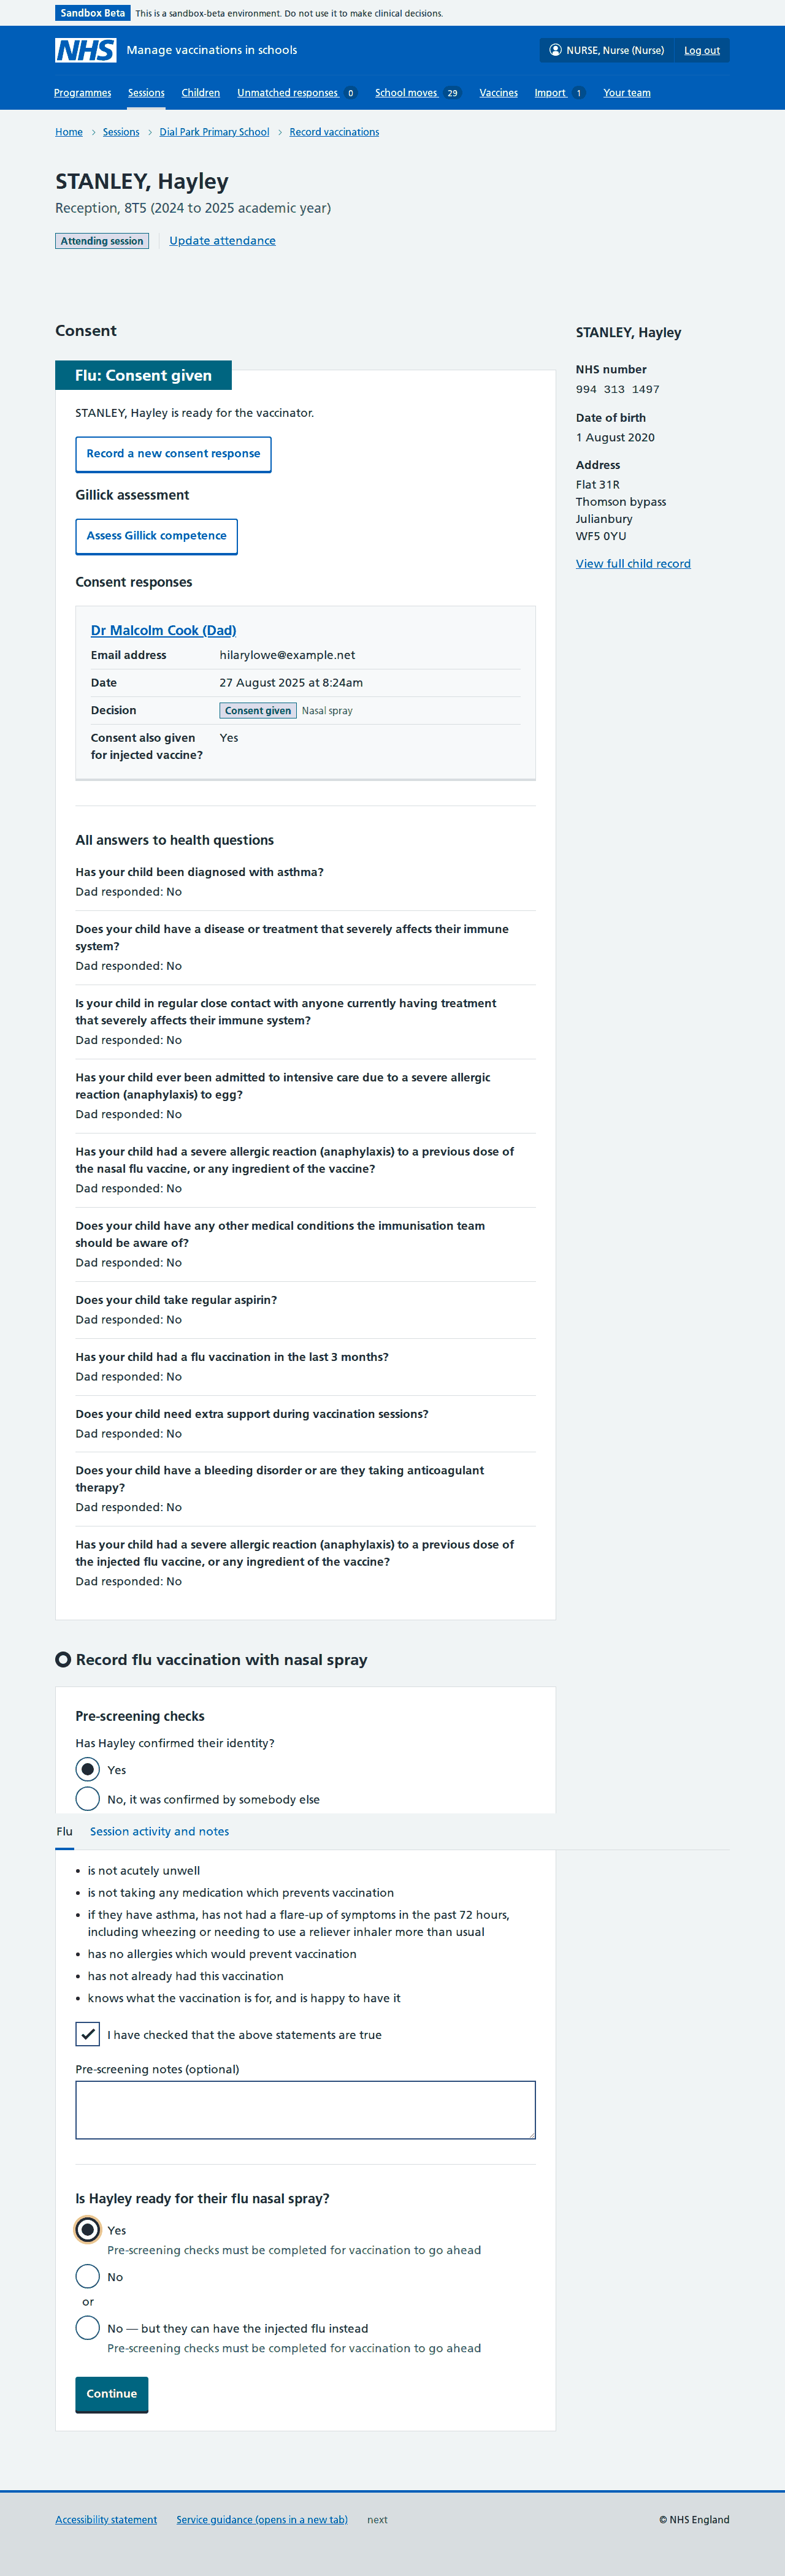 Sandbox Beta This is a sandbox-beta environment. Do not use it to make clinical decisions.
NHS Manage vaccinations in schools NURSE, Nurse (Nurse) Log out
Programmes Sessions Children Unmatched responses 0 School moves 29 Vaccines Import 1 Your team
Home Sessions Dial Park Primary School Record vaccinations
STANLEY, Hayley
Reception, 8T5 (2024 to 2025 academic year)
Attending session Update attendance
Consent
Flu: Consent given
STANLEY, Hayley is ready for the vaccinator.
Record a new consent response
Gillick assessment
Assess Gillick competence
Consent responses
Dr Malcolm Cook (Dad)
Email address hilarylowe@example.net
Date 27 August 2025 at 8:24am
Decision Consent given Nasal spray
Consent also given Yes
for injected vaccine?
All answers to health questions
Has your child been diagnosed with asthma?
Dad responded: No
Does your child have a disease or treatment that severely affects their immune
system?
Dad responded: No
Is your child in regular close contact with anyone currently having treatment
that severely affects their immune system?
Dad responded: No
Has your child ever been admitted to intensive care due to a severe allergic
reaction (anaphylaxis) to egg?
Dad responded: No
Has your child had a severe allergic reaction (anaphylaxis) to a previous dose of
the nasal flu vaccine, or any ingredient of the vaccine?
Dad responded: No
Does your child have any other medical conditions the immunisation team
should be aware of?
Dad responded: No
Does your child take regular aspirin?
Dad responded: No
Has your child had a flu vaccination in the last 3 months?
Dad responded: No
Does your child need extra support during vaccination sessions?
Dad responded: No
Does your child have a bleeding disorder or are they taking anticoagulant
therapy?
Dad responded: No
Has your child had a severe allergic reaction (anaphylaxis) to a previous dose of
the injected flu vaccine, or any ingredient of the vaccine?
Dad responded: No
STANLEY, Hayley
NHS number
994 313 1497
Date of birth
1 August 2020
Address
Flat 31R
Thomson bypass
Julianbury
WF5 0YU
View full child record
Record flu vaccination with nasal spray
Pre-screening checks
Has Hayley confirmed their identity?
Yes
No, it was confirmed by somebody else
Flu Session activity and notes
• is not acutely unwell
• is not taking any medication which prevents vaccination
• if they have asthma, has not had a flare-up of symptoms in the past 72 hours,
including wheezing or needing to use a reliever inhaler more than usual
• has no allergies which would prevent vaccination
• has not already had this vaccination
• knows what the vaccination is for, and is happy to have it
I have checked that the above statements are true
Pre-screening notes (optional)
Is Hayley ready for their flu nasal spray?
Yes
Pre-screening checks must be completed for vaccination to go ahead
No
or
No — but they can have the injected flu instead
Pre-screening checks must be completed for vaccination to go ahead
Continue
Accessibility statement Service guidance (opens in a new tab) next © NHS England